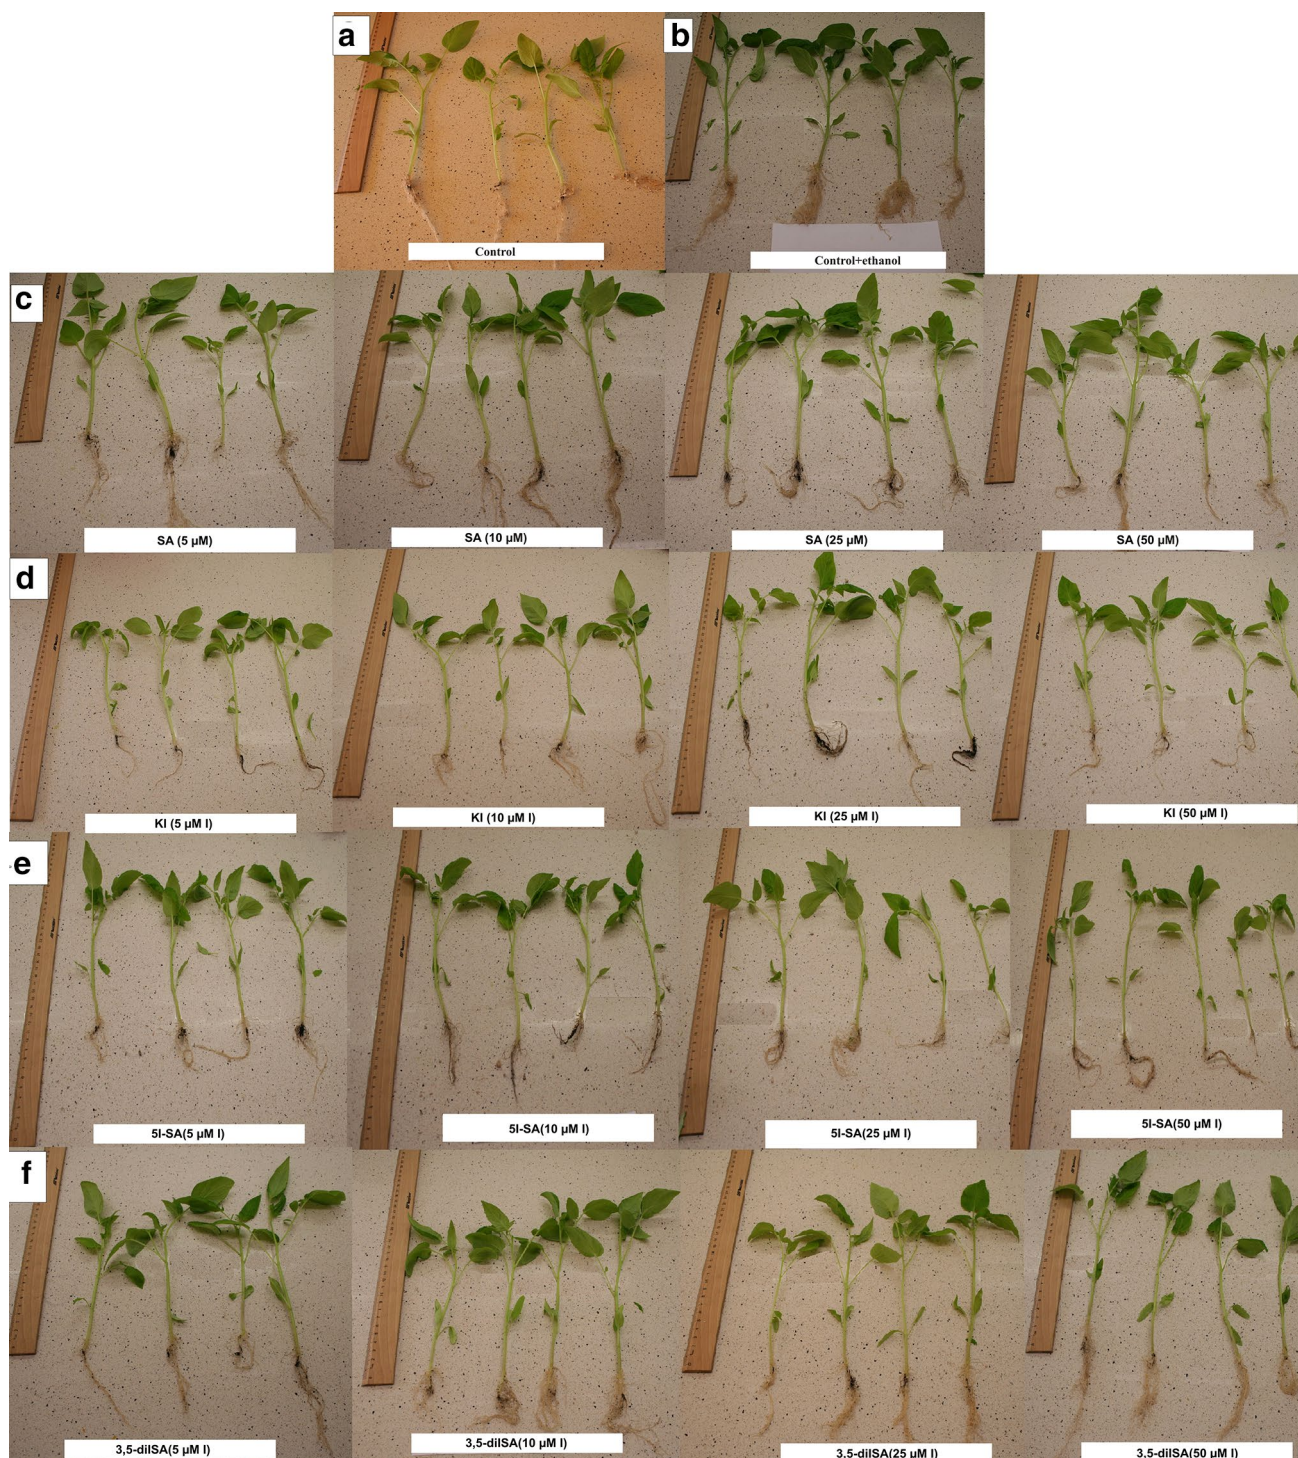 a
b
Control
Control+ethanol
c
SA (5 µM)
SA (10 µM)
SA (25 µM)
SA (50 µM)
d
KI (5 µM I)
KI (10 µM I)
KI (25 µM I)
KI (50 µM I)
e
5I-SA(5 µM I)
5I-SA(10 µM I)
5I-SA(25 µM I)
5I-SA(50 µM I)
f
3,5-diISA(5 µM I)
3,5-diISA(10 µM I)
3,5-diISA(25 µM I)
3,5-diISA(50 µM I)